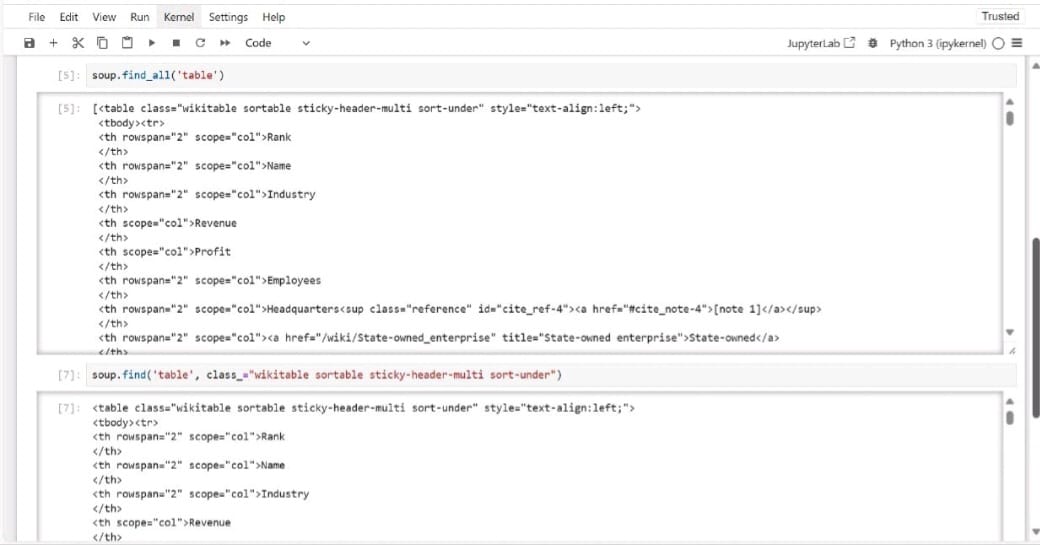 File Edit View Run Kernel Settings Help Trusted
Code JupyterLab Python 3 (ipykernel)
[5]: soup.find_all('table')
[5]: [<table class="wikitable sortable sticky-header-multi sort-under" style="text-align:left;">
<tbody><tr>
<th rowspan="2" scope="col">Rank
</th>
<th rowspan="2" scope="col">Name
</th>
<th rowspan="2" scope="col">Industry
</th>
<th scope="col">Revenue
</th>
<th scope="col">Profit
</th>
<th rowspan="2" scope="col">Employees
</th>
<th rowspan="2" scope="col">Headquarters<sup class="reference" id="cite_ref-4"><a href="#cite_note-4">[note 1]</a></sup>
</th>
<th rowspan="2" scope="col"><a href="/wiki/State-owned_enterprise" title="State-owned enterprise">State-owned</a>
</th>
[7]: soup.find('table', class_="wikitable sortable sticky-header-multi sort-under")
[7]: <table class="wikitable sortable sticky-header-multi sort-under" style="text-align:left;">
<tbody><tr>
<th rowspan="2" scope="col">Rank
</th>
<th rowspan="2" scope="col">Name
</th>
<th rowspan="2" scope="col">Industry
</th>
<th scope="col">Revenue
</th>